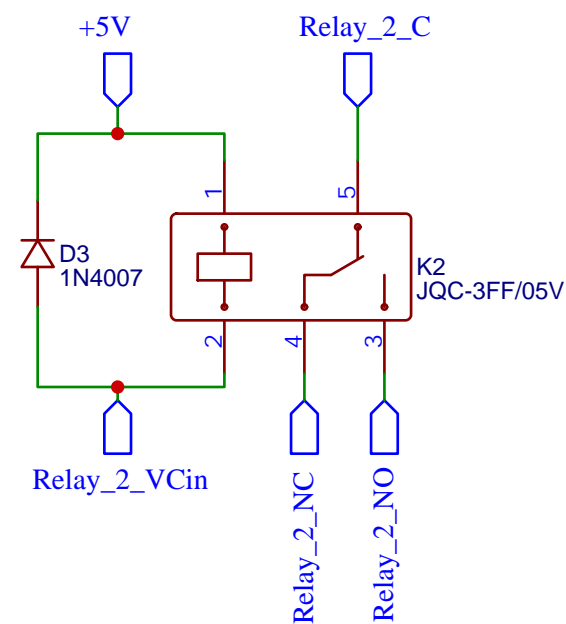 +5V
Relay_2_C
1
5
D3
1N4007
K2
JQC-3FF/05V
2
4
3
Relay_2_VCin
Relay_2_NC
Relay_2_NO